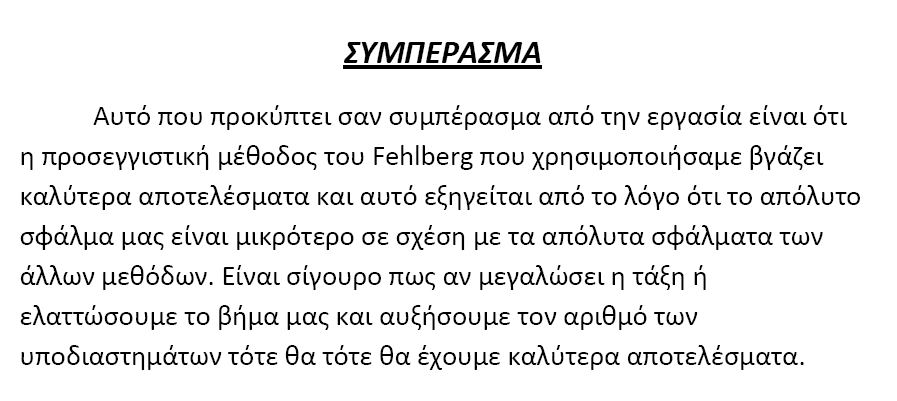 ΣΥΜΠΕΡΑΣΜΑ
Αυτό που προκύπτει σαν συμπέρασμα από την εργασία είναι ότι
η προσεγγιστική μέθοδος του Fehlberg που χρησιμοποιήσαμε βγάζει
καλύτερα αποτελέσματα και αυτό εξηγείται από το λόγο ότι το απόλυτο
σφάλμα μας είναι μικρότερο σε σχέση με τα απόλυτα σφάλματα των
άλλων μεθόδων. Είναι σίγουρο πως αν μεγαλώσει η τάξη ή
ελαττώσουμε το βήμα μας και αυξήσουμε τον αριθμό των
υποδιαστημάτων τότε θα τότε θα έχουμε καλύτερα αποτελέσματα.